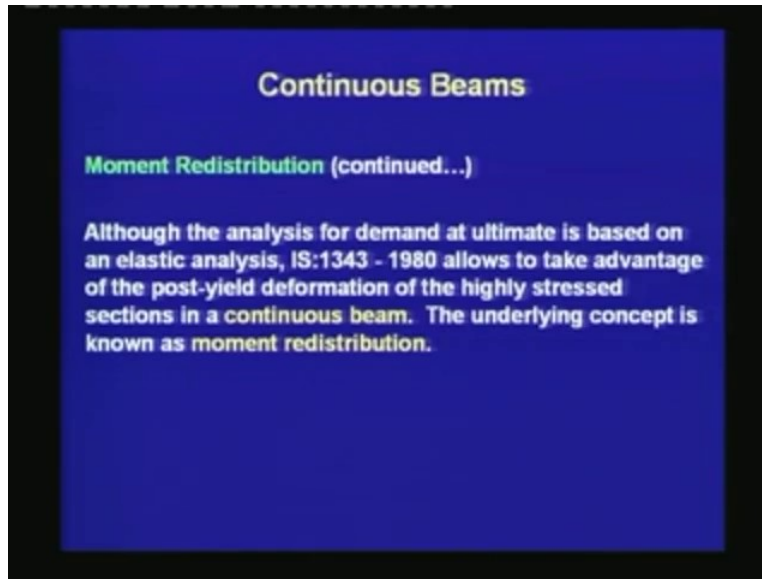 Continuous Beams
Moment Redistribution (continued...)
Although the analysis for demand at ultimate is based on
an elastic analysis, IS:1343 - 1980 allows to take advantage
of the post-yield deformation of the highly stressed
sections in a continuous beam. The underlying concept is
known as moment redistribution.